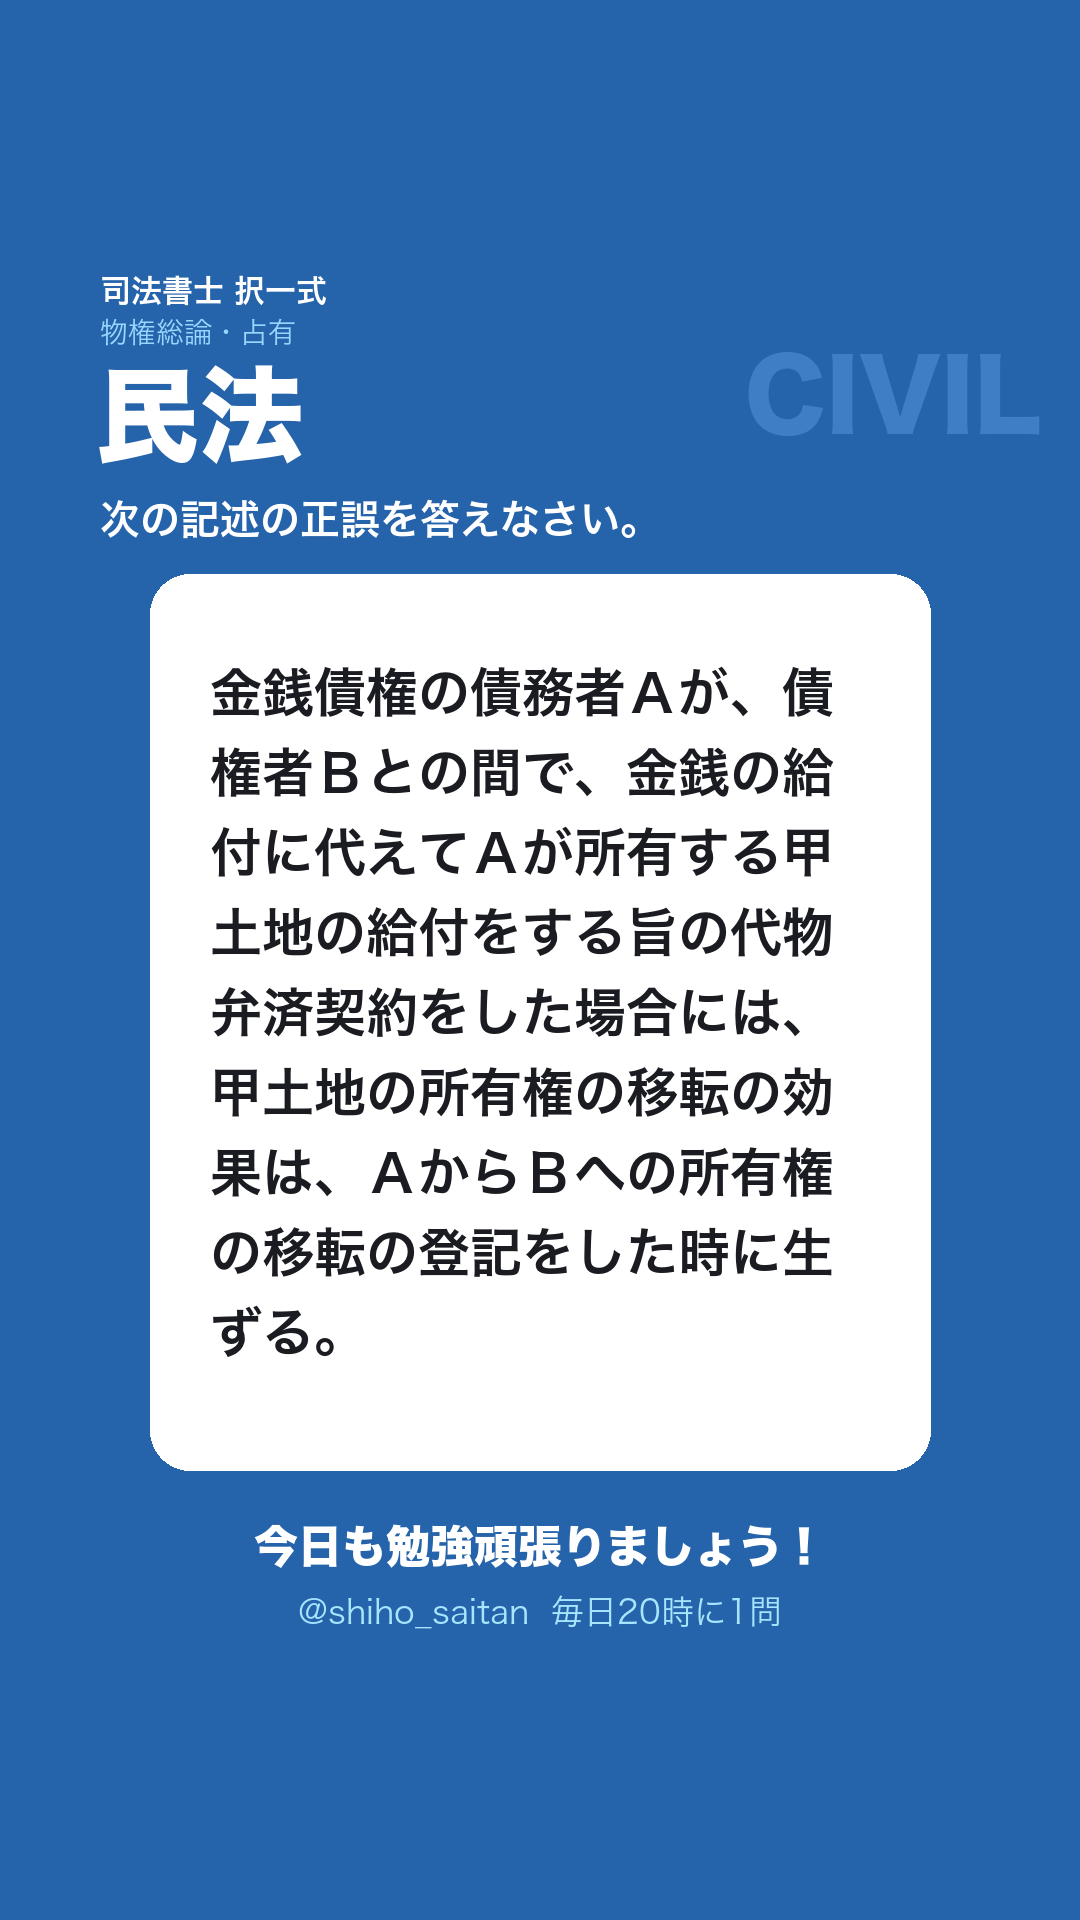 司法書士 択一式
物権総論・占有
民法
CIVIL
次の記述の正誤を答えなさい。
金銭債権の債務者Ａが、債
権者Ｂとの間で、金銭の給
付に代えてＡが所有する甲
土地の給付をする旨の代物
弁済契約をした場合には、
甲土地の所有権の移転の効
果は、ＡからＢへの所有権
の移転の登記をした時に生
ずる。
今日も勉強頑張りましょう！
@shiho_saitan 毎日20時に1問